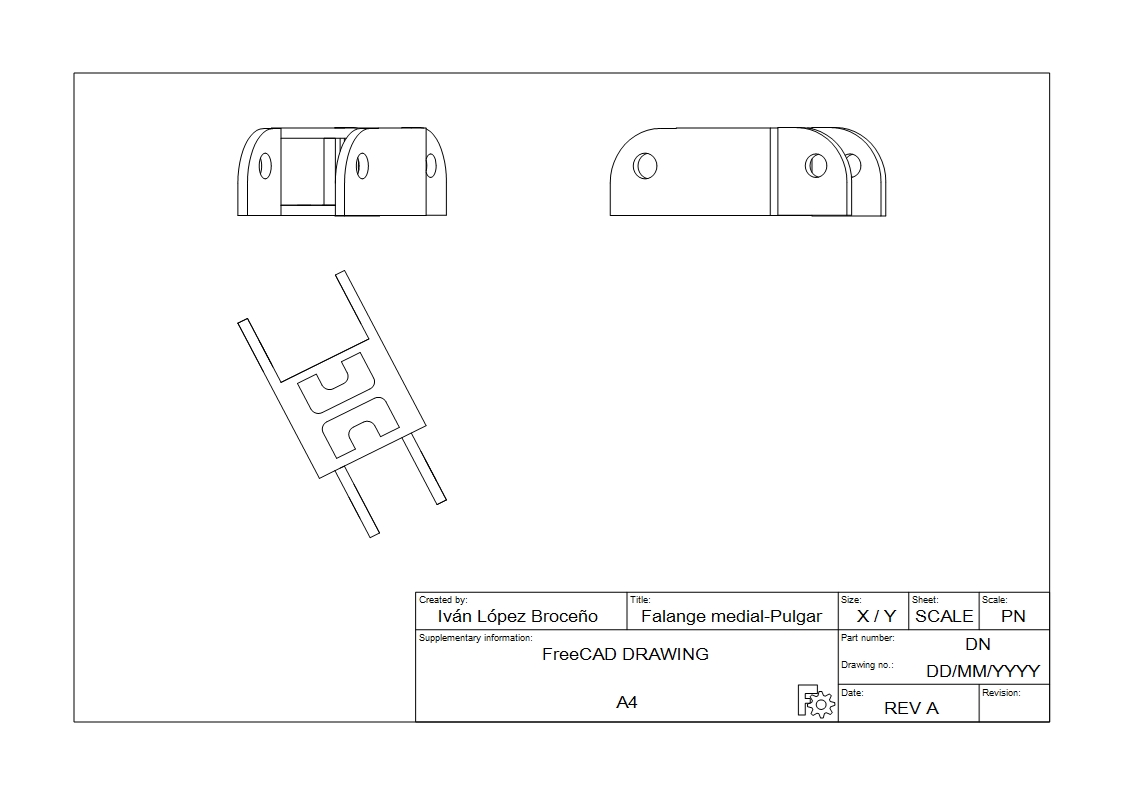 Created by:
Iván López Broceño
Title:
Falange medial-Pulgar
Size:
X / Y
Sheet:
SCALE
Scale:
PN
Supplementary information:
FreeCAD DRAWING
A4
Part number:
DN
Drawing no.:
DD/MM/YYYY
Date:
REV A
Revision: